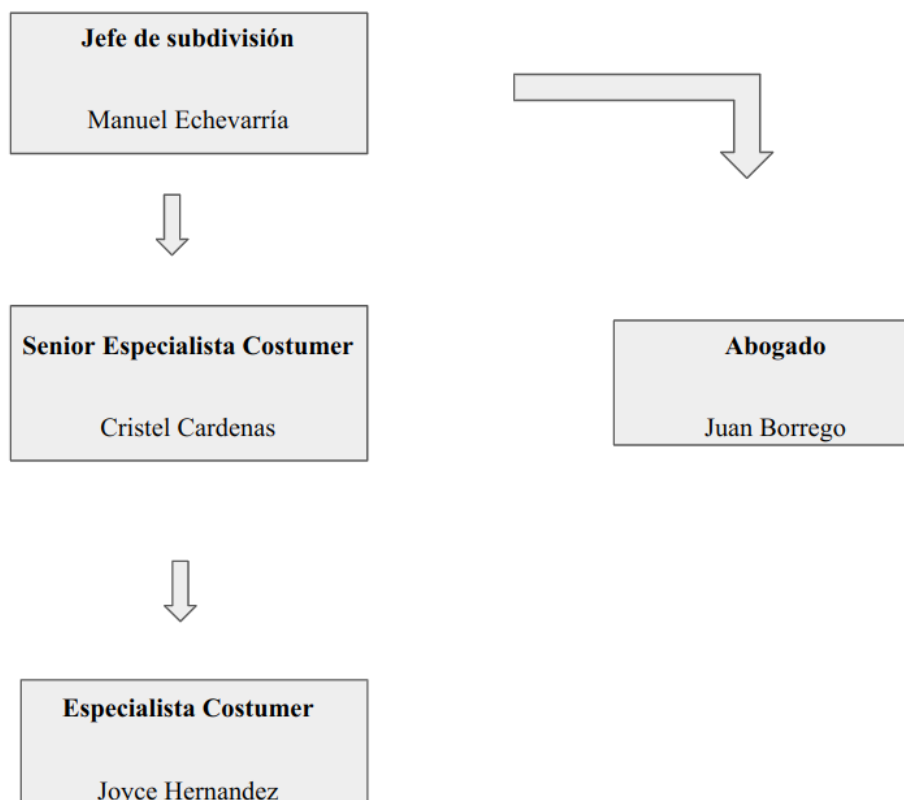 Jefe de subdivisión
Manuel Echevarría
Senior Especialista Costumer
Cristel Cardenas
Abogado
Juan Borrego
Especialista Costumer
Joyce Hernandez